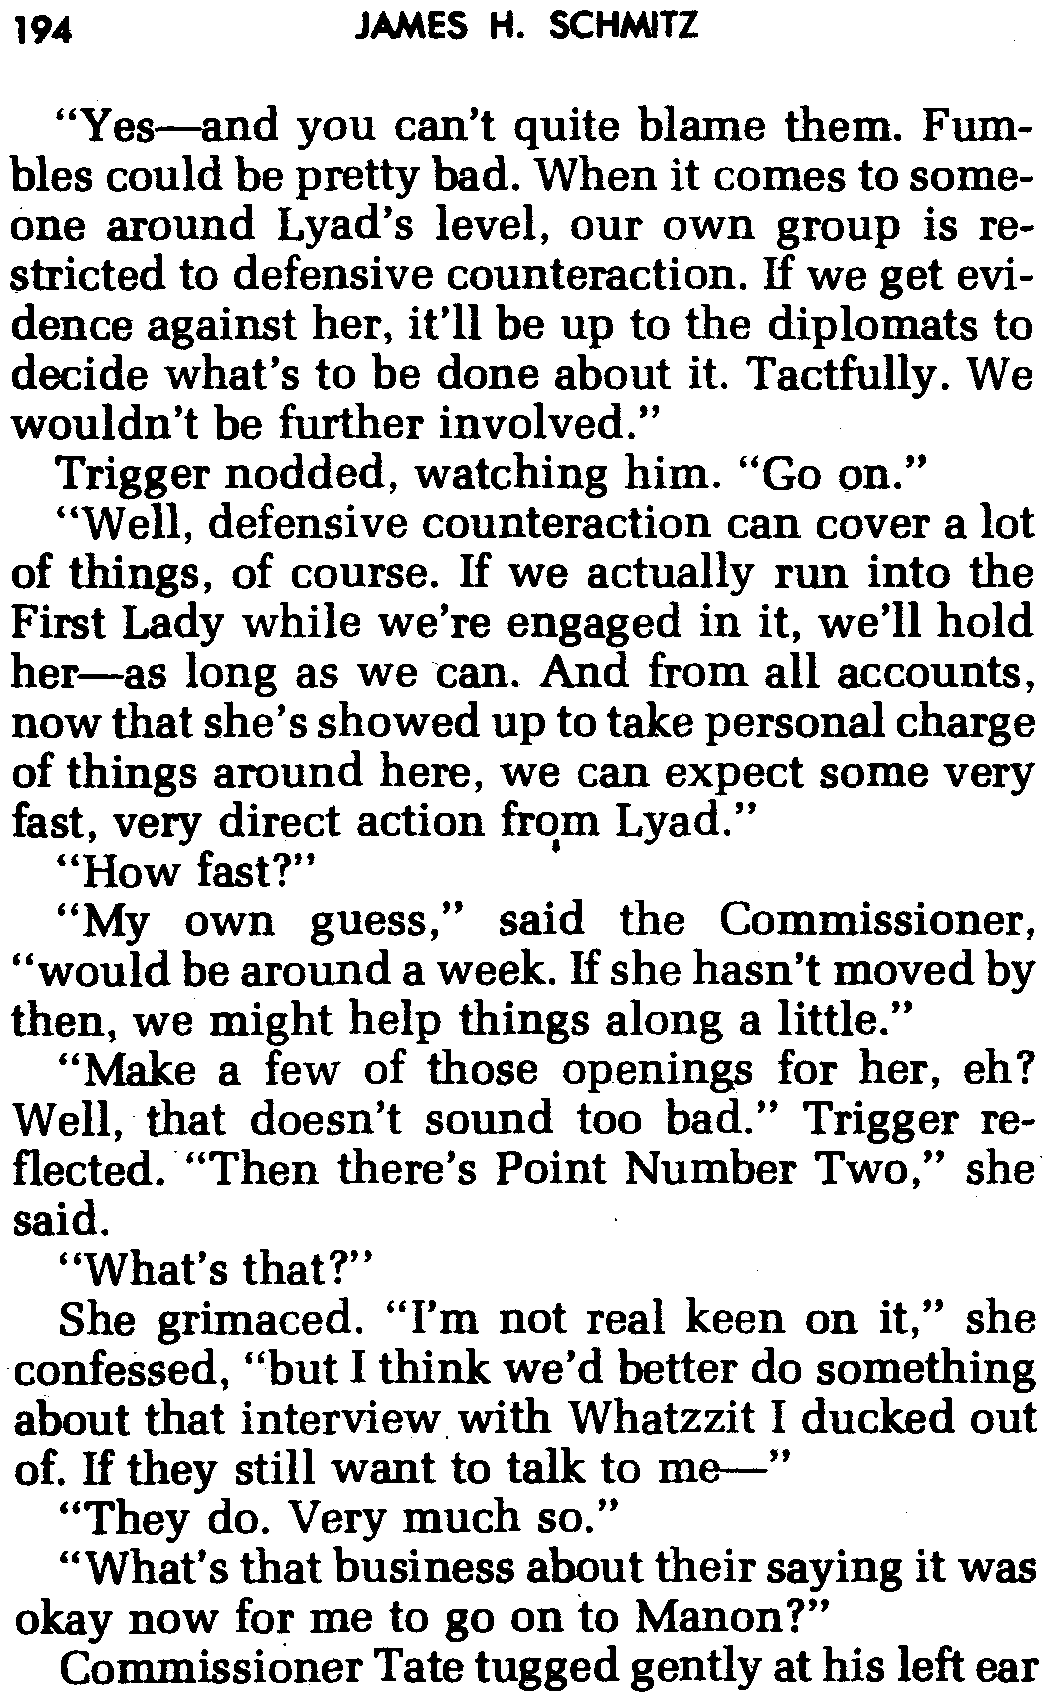 194 JAMES H. SCHMITZ
“Yes—and you can’t quite blame them. Fum-
bles could be pretty bad. When it comes to some-
one around Lyad’s level, our own group is re-
stricted to defensive counteraction. If we get evi-
dence against her, it’ll be up to the diplomats to
decide what’s to be done about it. Tactfully. We
wouldn’t be further involved.”
Trigger nodded, watching him. “Go on.”
“Well, defensive counteraction can cover a lot
of things, of course. If we actually run into the
First Lady while we’re engaged in it, we’ll hold
her—as long as we can. And from all accounts,
now that she’s showed up to take personal charge
of things around here, we can expect some very
fast, very direct action from Lyad.”
“How fast?”
“My own guess,” said the Commissioner,
“would be around a week. If she hasn’t moved by
then, we might help things along a little.”
“Make a few of those openings for her, eh?
Well, that doesn’t sound too bad.” Trigger re-
flected. “Then there’s Point Number Two,” she
said.
“What’s that?”
She grimaced. “I’m not real keen on it,” she
confessed, “but I think we’d better do something
about that interview with Whatzzit I ducked out
of. If they still want to talk to me—”
“They do. Very much so.”
“What’s that business about their saying it was
okay now for me to go on to Manon?”
Commissioner Tate tugged gently at his left ear